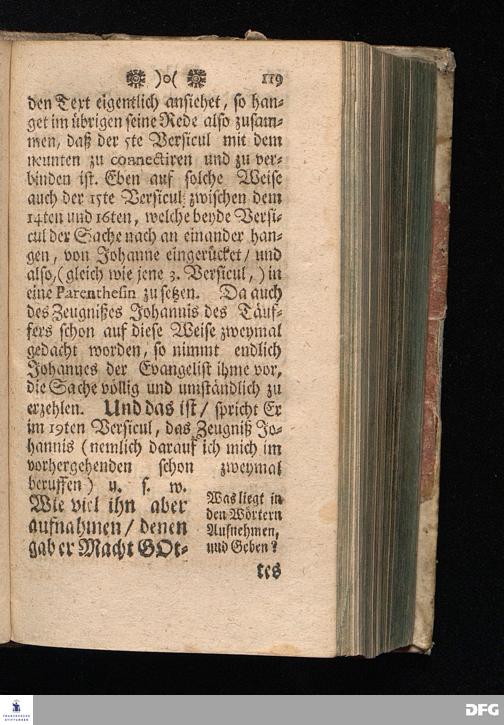 )o( 119
den Text eigentlich ansiehet, so han-
get im übrigen seine Rede also zusam-
men, daß der 5te Versicul mit dem
neunten zu connectiren und zu ver-
binden ist. Eben auf solche Weise
auch der 15te Versicul zwischen dem
14ten und 16ten, welche beyde Versi-
cul der Sache nach an einander han-
gen, von Johanne eingerücket/ und
also, (gleich wie jene 3. Versicul,) in
eine Parenthesin zu setzen. Da auch
des Zeugnißes Johannis des Täuf-
fers schon auf diese Weise zweymal
gedacht worden, so nimmt endlich
Johannes der Evangelist ihme vor,
die Sache völlig und umständlich zu
erzehlen. Und das ist/ spricht Er
im 19ten Versicul, das Zeugniß Jo-
hannis (nemlich darauf ich mich im
vorhergehenden schon zweymal
beruffen) u. s. w.
Wie viel ihn aber
aufnahmen/ denen
gab er Macht GOt-
Was liegt in
den Wörtern
Aufnehmen,
und Geben?
tes
FRANCKESCHE
STIFTUNGEN
DFG